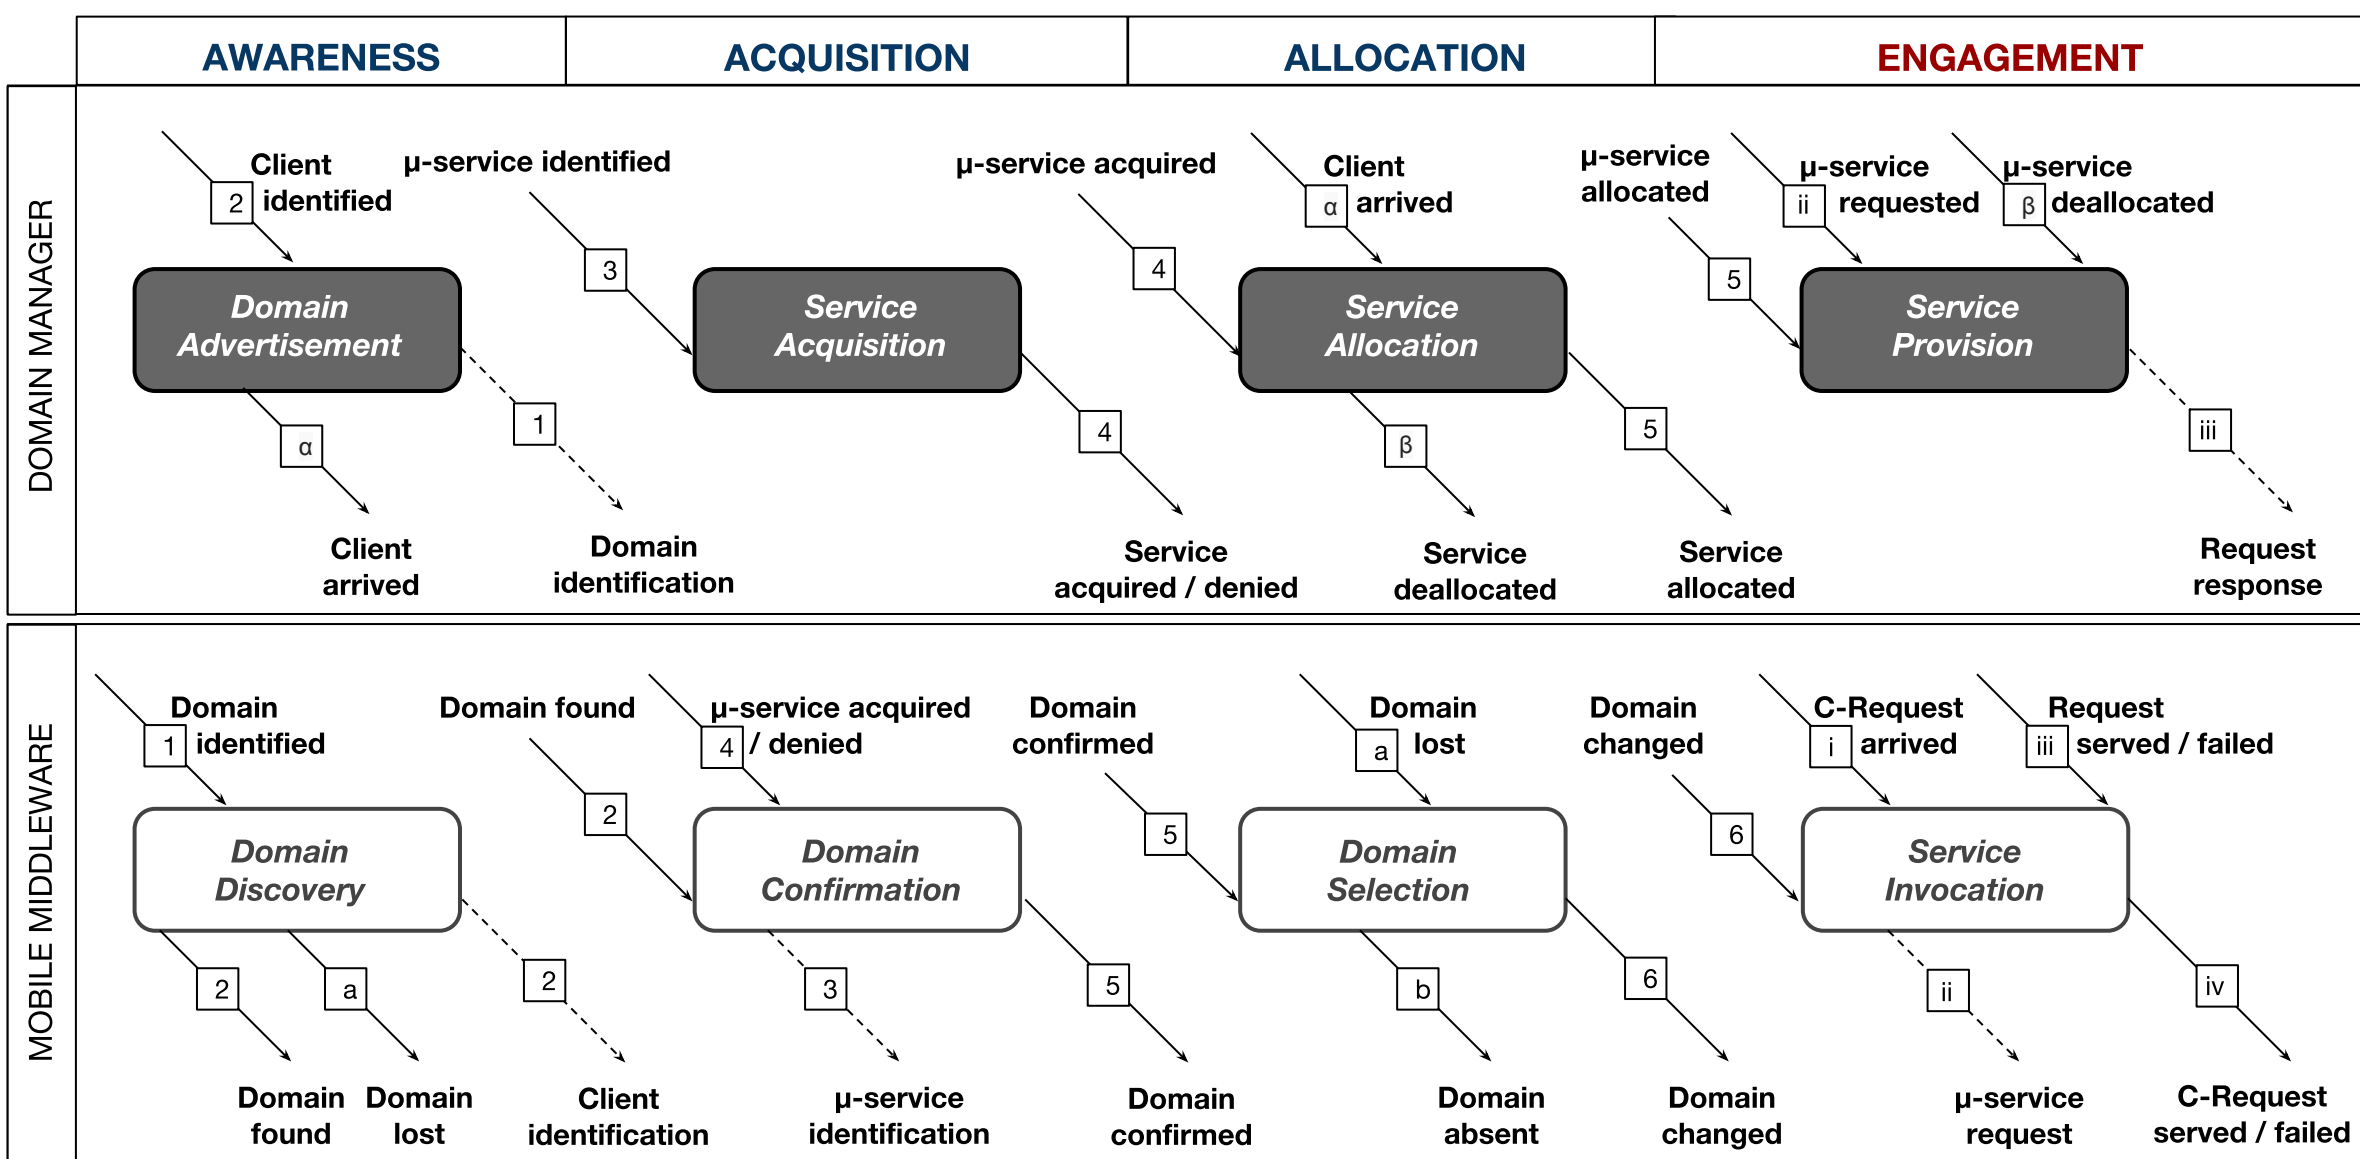 AWARENESS
ACQUISITION
ALLOCATION
ENGAGEMENT
DOMAIN MANAGER
Client
identified
2
μ-service identified
3
μ-service acquired
4
Client
arrived
α
μ-service
allocated
5
μ-service
requested
ii
μ-service
deallocated
β
Domain
Advertisement
Service
Acquisition
Service
Allocation
Service
Provision
α
1
4
β
5
iii
Client
arrived
Domain
identification
Service
acquired / denied
Service
deallocated
Service
allocated
Request
response
MOBILE MIDDLEWARE
Domain
identified
1
Domain found
2
μ-service acquired
/ denied
4
Domain
confirmed
5
Domain
lost
a
Domain
changed
6
C-Request
arrived
i
Request
served / failed
iii
Domain
Discovery
Domain
Confirmation
Domain
Selection
Service
Invocation
2
a
2
3
5
b
6
ii
iv
Domain
found
Domain
lost
Client
identification
μ-service
identification
Domain
confirmed
Domain
absent
Domain
changed
μ-service
request
C-Request
served / failed